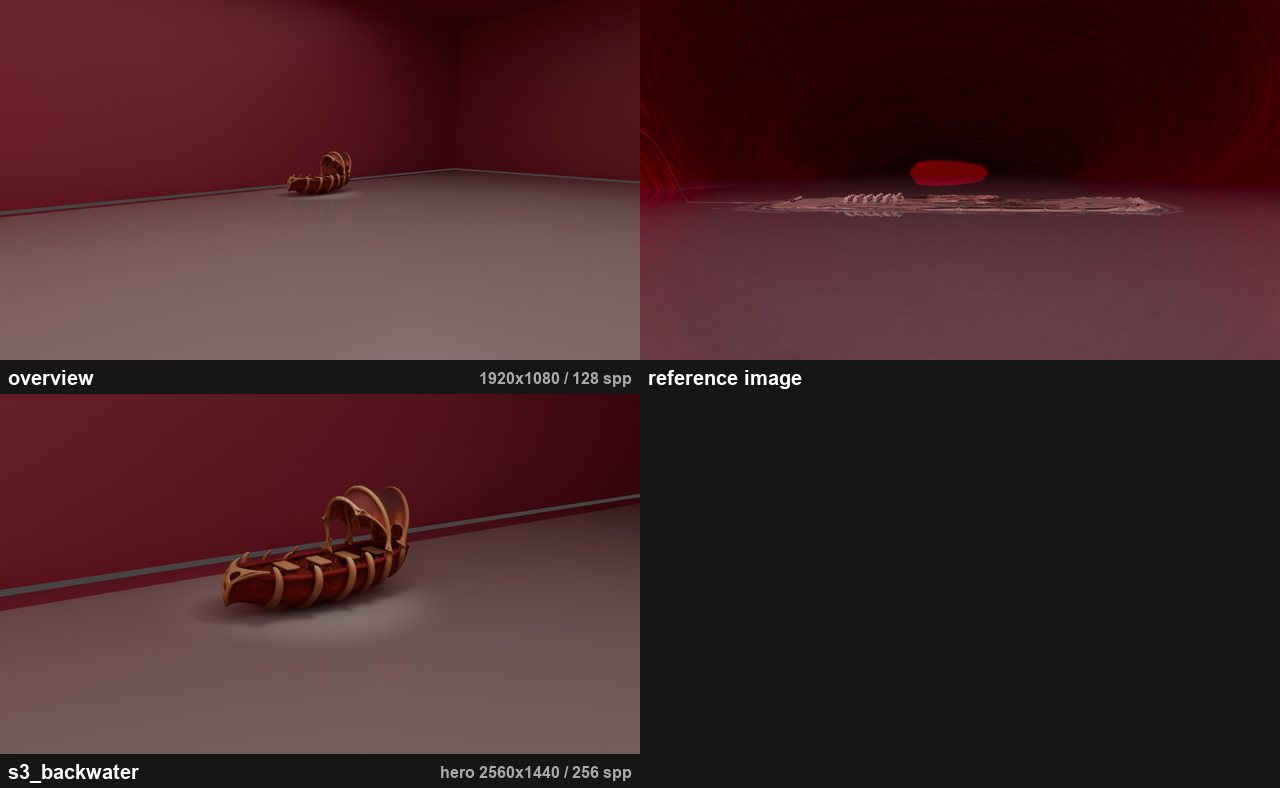 overview
1920x1080 / 128 spp
reference image
s3_backwater
hero 2560x1440 / 256 spp